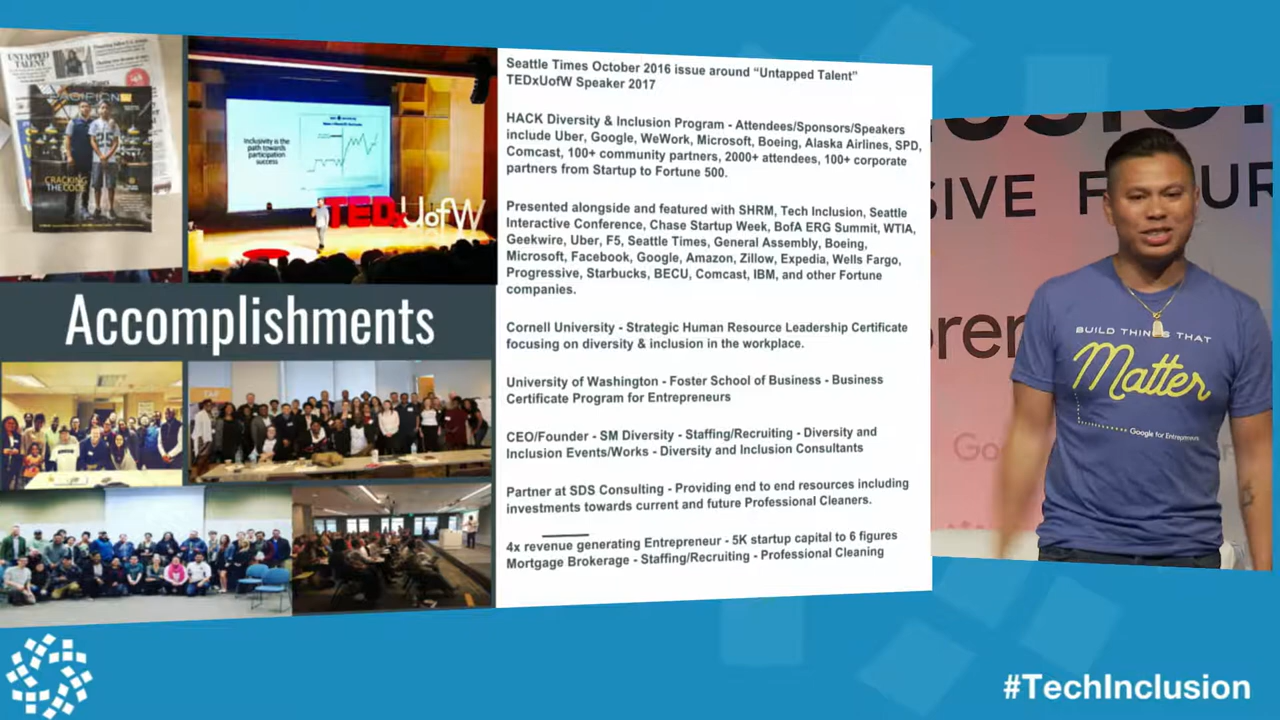 UNTAPPED
TALENT
CRACKING
THE CODE
Inclusivity is the
path towards
participation
success
TEDxUofW
Accomplishments
Seattle Times October 2016 issue around “Untapped Talent”
TEDxUofW Speaker 2017
HACK Diversity & Inclusion Program - Attendees/Sponsors/Speakers
include Uber, Google, WeWork, Microsoft, Boeing, Alaska Airlines, SPD,
Comcast, 100+ community partners, 2000+ attendees, 100+ corporate
partners from Startup to Fortune 500.
Presented alongside and featured with SHRM, Tech Inclusion, Seattle
Interactive Conference, Chase Startup Week, BofA ERG Summit, WTIA,
Geekwire, Uber, F5, Seattle Times, General Assembly, Boeing,
Microsoft, Facebook, Google, Amazon, Zillow, Expedia, Wells Fargo,
Progressive, Starbucks, BECU, Comcast, IBM, and other Fortune
companies.
Cornell University - Strategic Human Resource Leadership Certificate
focusing on diversity & inclusion in the workplace.
University of Washington - Foster School of Business - Business
Certificate Program for Entrepreneurs
CEO/Founder - SM Diversity - Staffing/Recruiting - Diversity and
Inclusion Events/Works - Diversity and Inclusion Consultants
Partner at SDS Consulting - Providing end to end resources including
investments towards current and future Professional Cleaners.
4x revenue generating Entrepreneur - 5K startup capital to 6 figures
Mortgage Brokerage - Staffing/Recruiting - Professional Cleaning
BUILD THINGS THAT
Matter
Google for Entrepreneurs
#TechInclusion